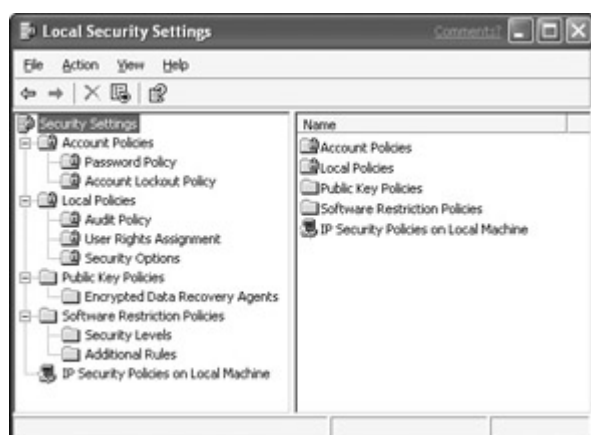 Local Security Settings Comments?
File Action View Help
Security Settings
Account Policies
Password Policy
Account Lockout Policy
Local Policies
Audit Policy
User Rights Assignment
Security Options
Public Key Policies
Encrypted Data Recovery Agents
Software Restriction Policies
Security Levels
Additional Rules
IP Security Policies on Local Machine
Name
Account Policies
Local Policies
Public Key Policies
Software Restriction Policies
IP Security Policies on Local Machine